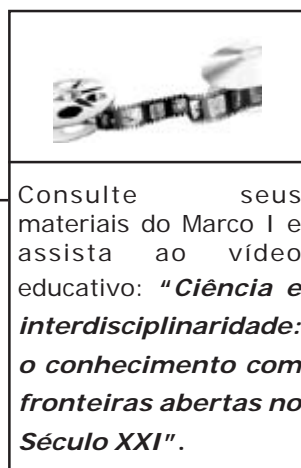 Consulte seus
materiais do Marco I e
assista ao vídeo
educativo: "Ciência e
interdisciplinaridade:
o conhecimento com
fronteiras abertas no
Século XXI".